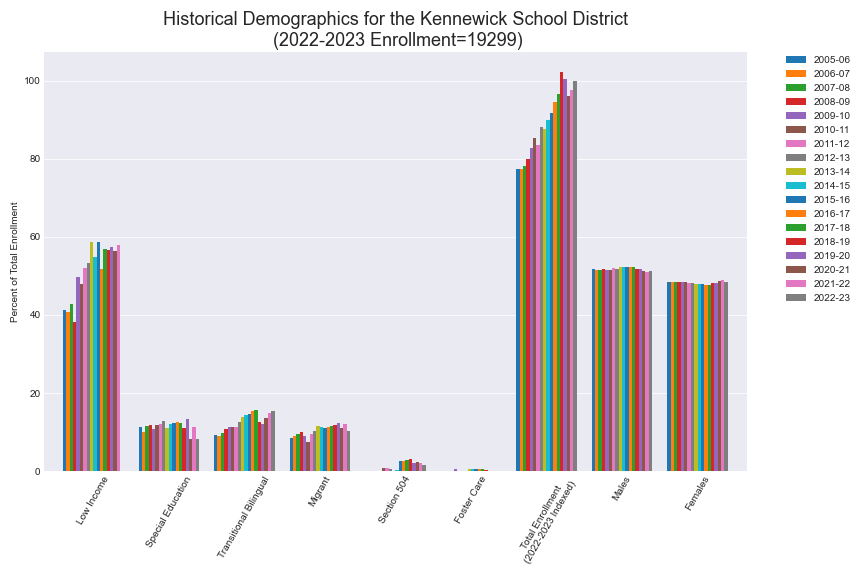 Historical Demographics for the Kennewick School District
(2022-2023 Enrollment=19299)
Percent of Total Enrollment
100
80
60
40
20
0
Low Income
Special Education
Transitional Bilingual
Migrant
Section 504
Foster Care
Total Enrollment
(2022-2023 Indexed)
Males
Females
2005-06
2006-07
2007-08
2008-09
2009-10
2010-11
2011-12
2012-13
2013-14
2014-15
2015-16
2016-17
2017-18
2018-19
2019-20
2020-21
2021-22
2022-23